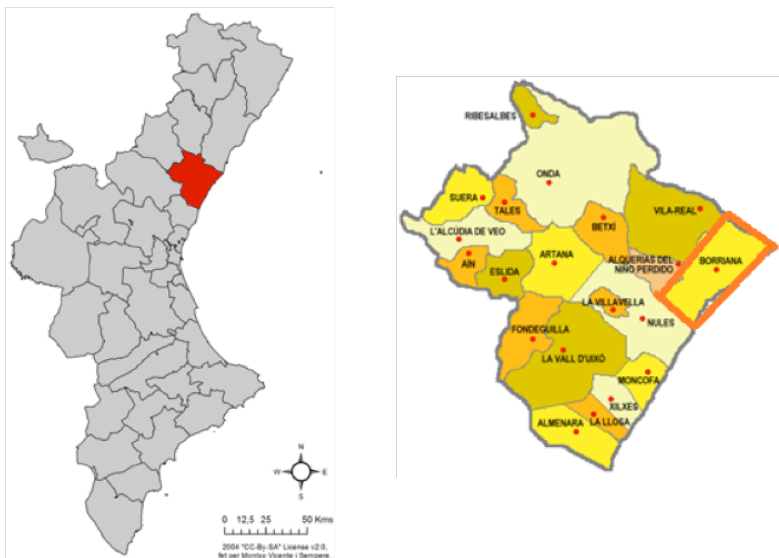 N
W
E
S
0 12,5 25 50 Kms
2004 "CC-By-SA" License v2.0,
fet per Montxo Vicente i Sempere.
RIBESALBES
ONDA
SUERA
TALES
VILA-REAL
BETXÍ
L'ALCÚDIA DE VEO
AÍN
ESLIDA
ARTANA
ALQUERÍAS DEL
NIÑO PERDIDO
BORRIANA
LA VILLAVELLA
NULES
FONDEGUILLA
LA VALL D'UIXÓ
MONCOFA
XILXES
LA LLOSA
ALMENARA